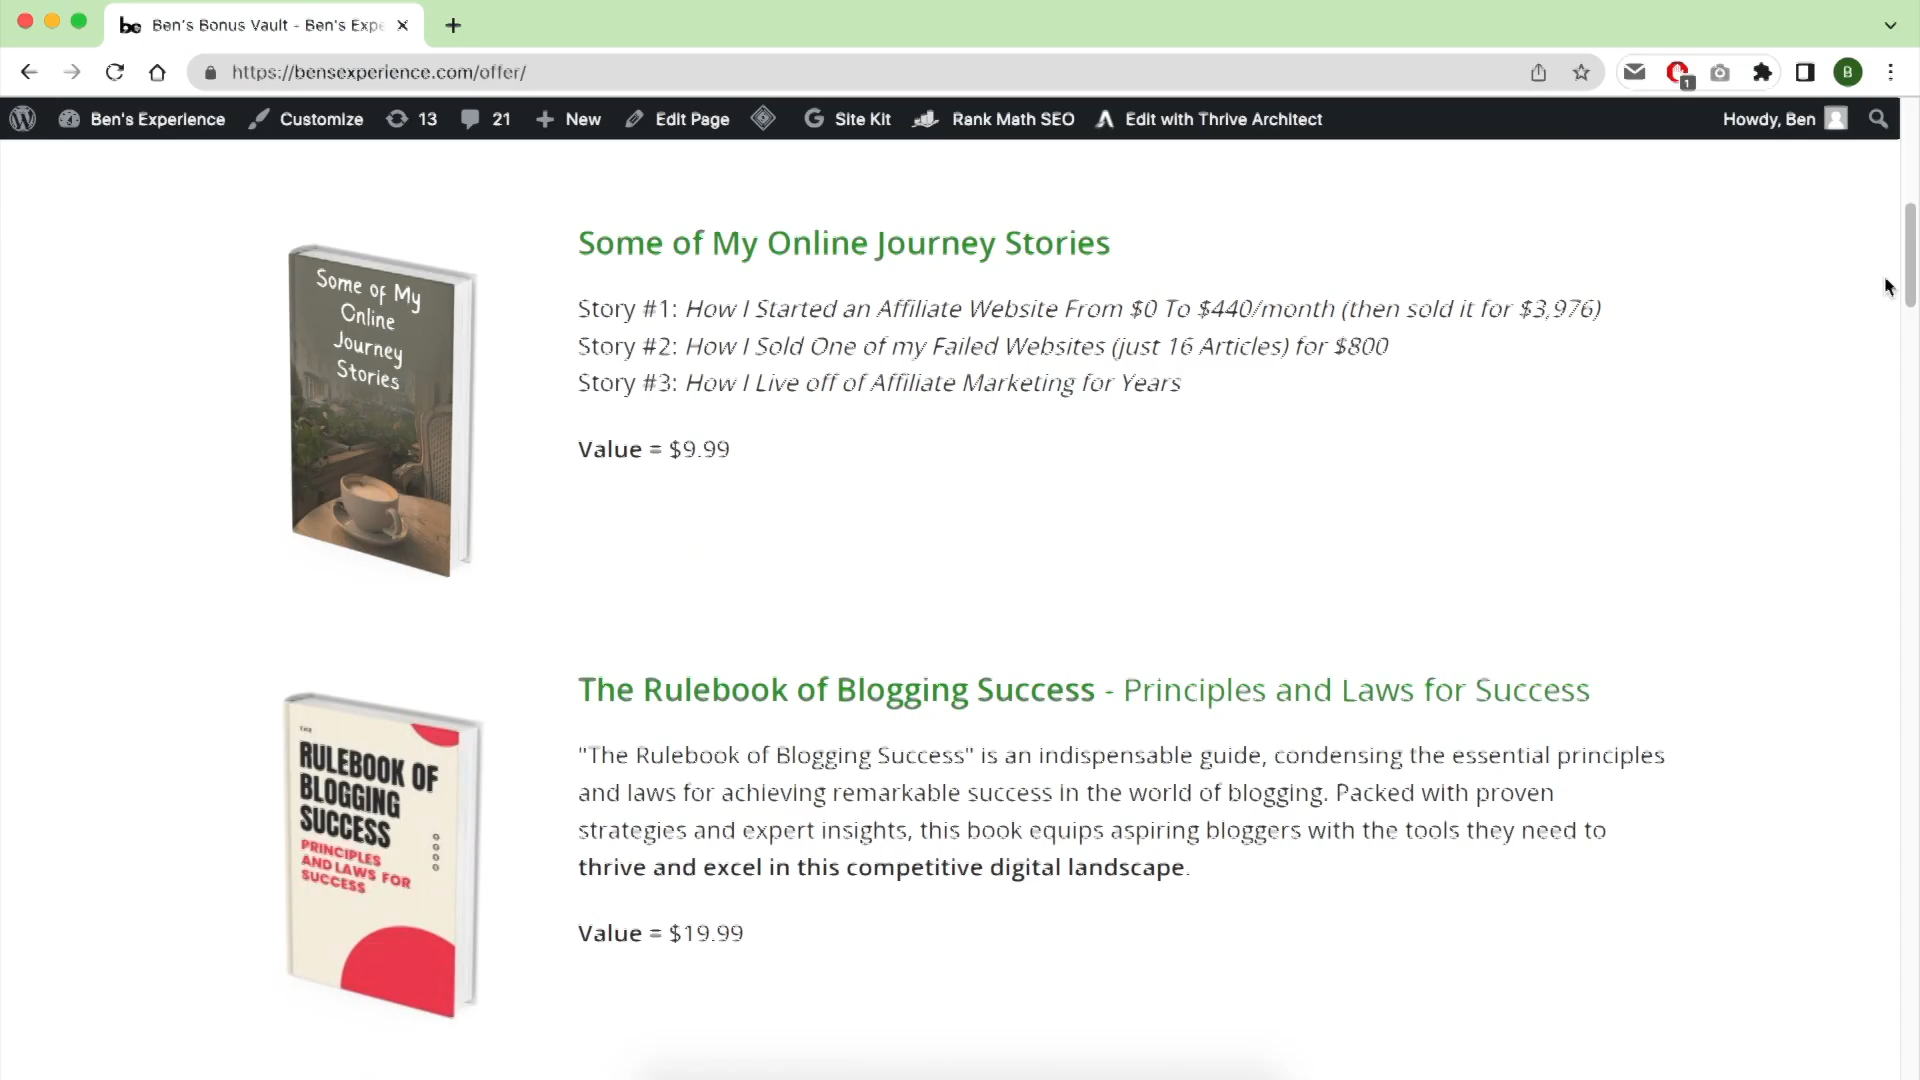 be Ben's Bonus Vault - Ben's Expe
https://bensexperience.com/offer/
1
B
Ben's Experience Customize 13 21 New Edit Page Site Kit Rank Math SEO Edit with Thrive Architect Howdy, Ben
Some of My Online Journey Stories
Story #1: How I Started an Affiliate Website From $0 To $440/month (then sold it for $3,976)
Story #2: How I Sold One of my Failed Websites (just 16 Articles) for $800
Story #3: How I Live off of Affiliate Marketing for Years
Value = $9.99
Some of My
Online
Journey
Stories
The Rulebook of Blogging Success - Principles and Laws for Success
"The Rulebook of Blogging Success" is an indispensable guide, condensing the essential principles
and laws for achieving remarkable success in the world of blogging. Packed with proven
strategies and expert insights, this book equips aspiring bloggers with the tools they need to
thrive and excel in this competitive digital landscape.
Value = $19.99
THE
RULEBOOK OF
BLOGGING
SUCCESS
PRINCIPLES
AND LAWS FOR
SUCCESS